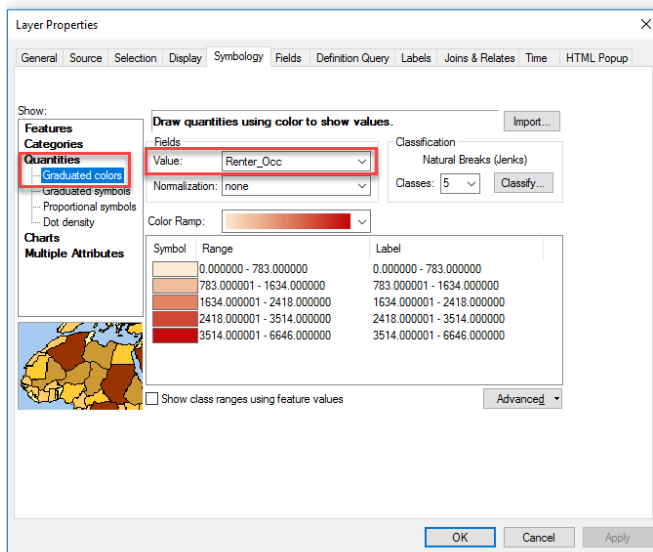 Layer Properties
General Source Selection Display Symbology Fields Definition Query Labels Joins & Relates Time HTML Popup
Show:
Features
Categories
Quantities
Graduated colors
Graduated symbols
Proportional symbols
Dot density
Charts
Multiple Attributes
Draw quantities using color to show values.
Import...
Fields
Value: Renter_Occ
Normalization: none
Classification
Natural Breaks (Jenks)
Classes: 5 Classify...
Color Ramp:
Symbol Range Label
0.000000 - 783.000000 0.000000 - 783.000000
783.000001 - 1634.000000 783.000001 - 1634.000000
1634.000001 - 2418.000000 1634.000001 - 2418.000000
2418.000001 - 3514.000000 2418.000001 - 3514.000000
3514.000001 - 6646.000000 3514.000001 - 6646.000000
Show class ranges using feature values
Advanced
OK Cancel Apply